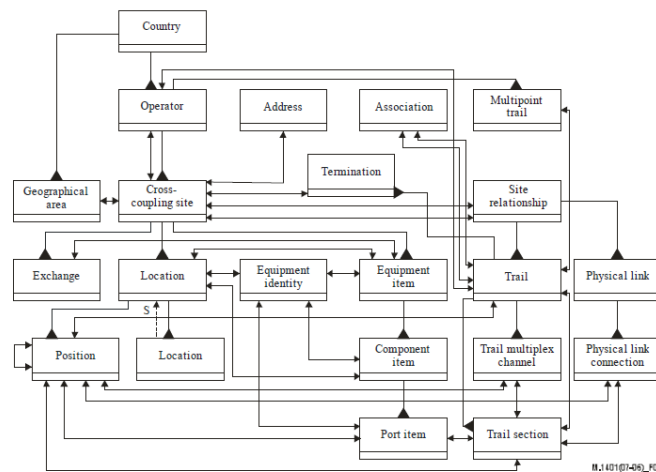 Country
Operator
Address
Association
Multipoint
trail
Termination
Geographical
area
Cross-
coupling site
Site
relationship
Exchange
Location
Equipment
identity
Equipment
item
Trail
Physical link
S
Position
Location
Component
item
Trail multiplex
channel
Physical link
connection
Port item
Trail section